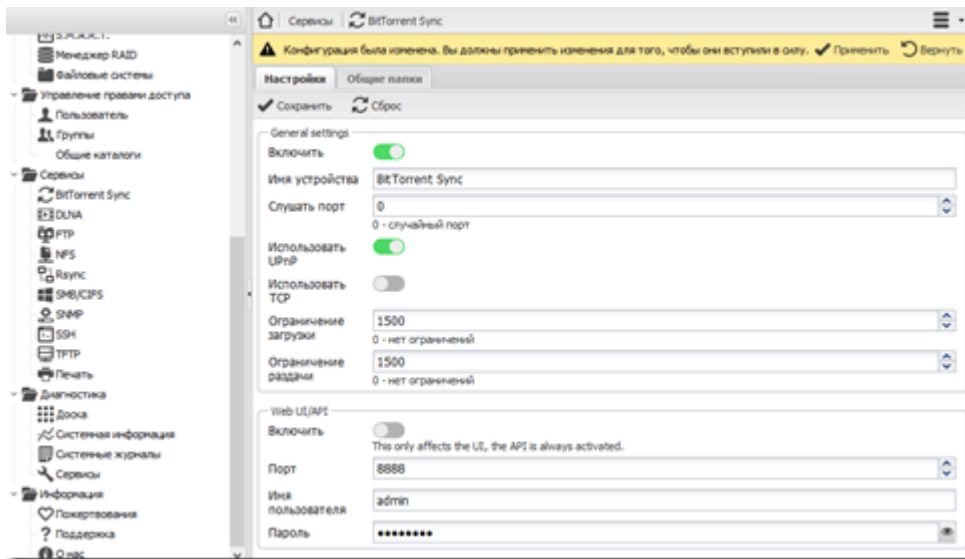 S.M.A.R.T.
Менеджер RAID
Файловые системы
Управление правами доступа
Пользователь
Группы
Общие каталоги
Сервисы
BitTorrent Sync
DLNA
FTP
NFS
Rsync
SMB/CIFS
SNMP
SSH
TFTP
Печать
Диагностика
Доска
Системная информация
Системные журналы
Сервисы
Информация
Пожертвования
Поддержка
О нас
Сервисы BitTorrent Sync
Конфигурация была изменена. Вы должны применить изменения для того, чтобы они вступили в силу. Применить Вернуть
Настройки Общие папки
Сохранить Сброс
General settings
Включить
Имя устройства BitTorrent Sync
Слушать порт 0
0 - случайный порт
Использовать
UPnP
Использовать
TCP
Ограничение
загрузки 1500
0 - нет ограничений
Ограничение
раздачи 1500
0 - нет ограничений
Web UI/API
Включить
This only affects the UI, the API is always activated.
Порт 8888
Имя
пользователя admin
Пароль ••••••••